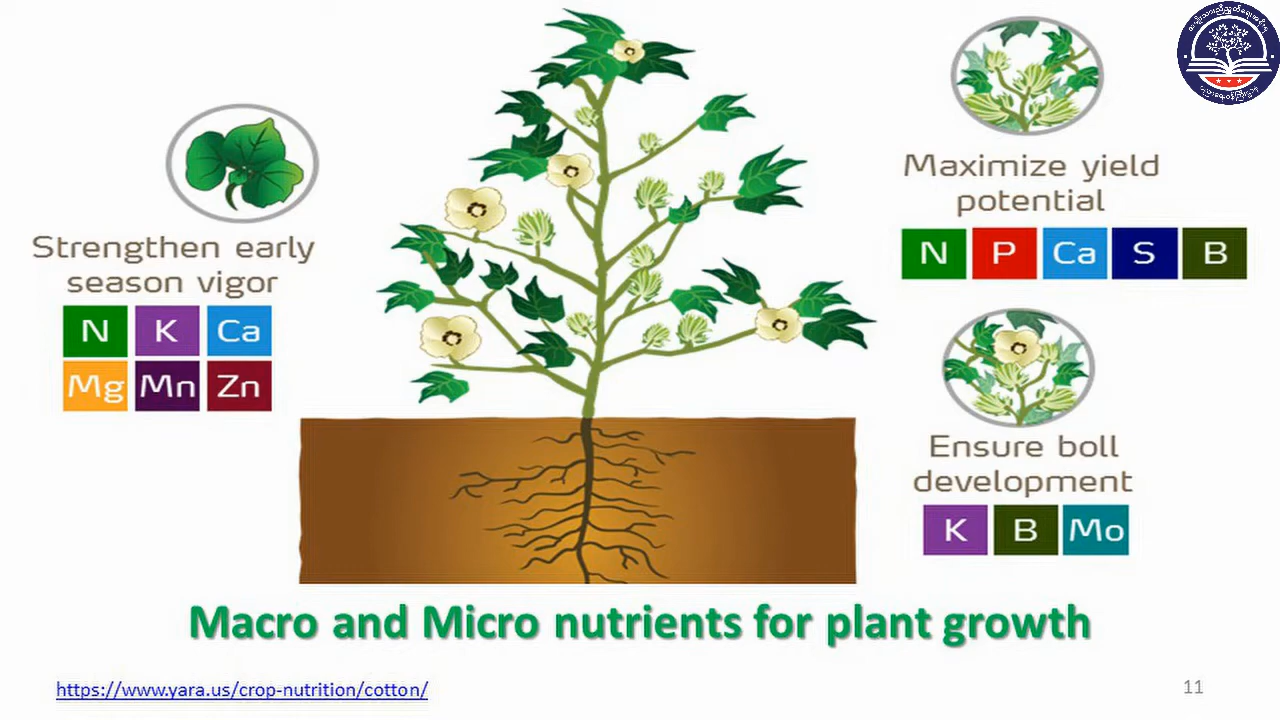 Strengthen early
season vigor
N K Ca
Mg Mn Zn
Maximize yield
potential
N P Ca S B
Ensure boll
development
K B Mo
Macro and Micro nutrients for plant growth
https://www.yara.us/crop-nutrition/cotton/
11